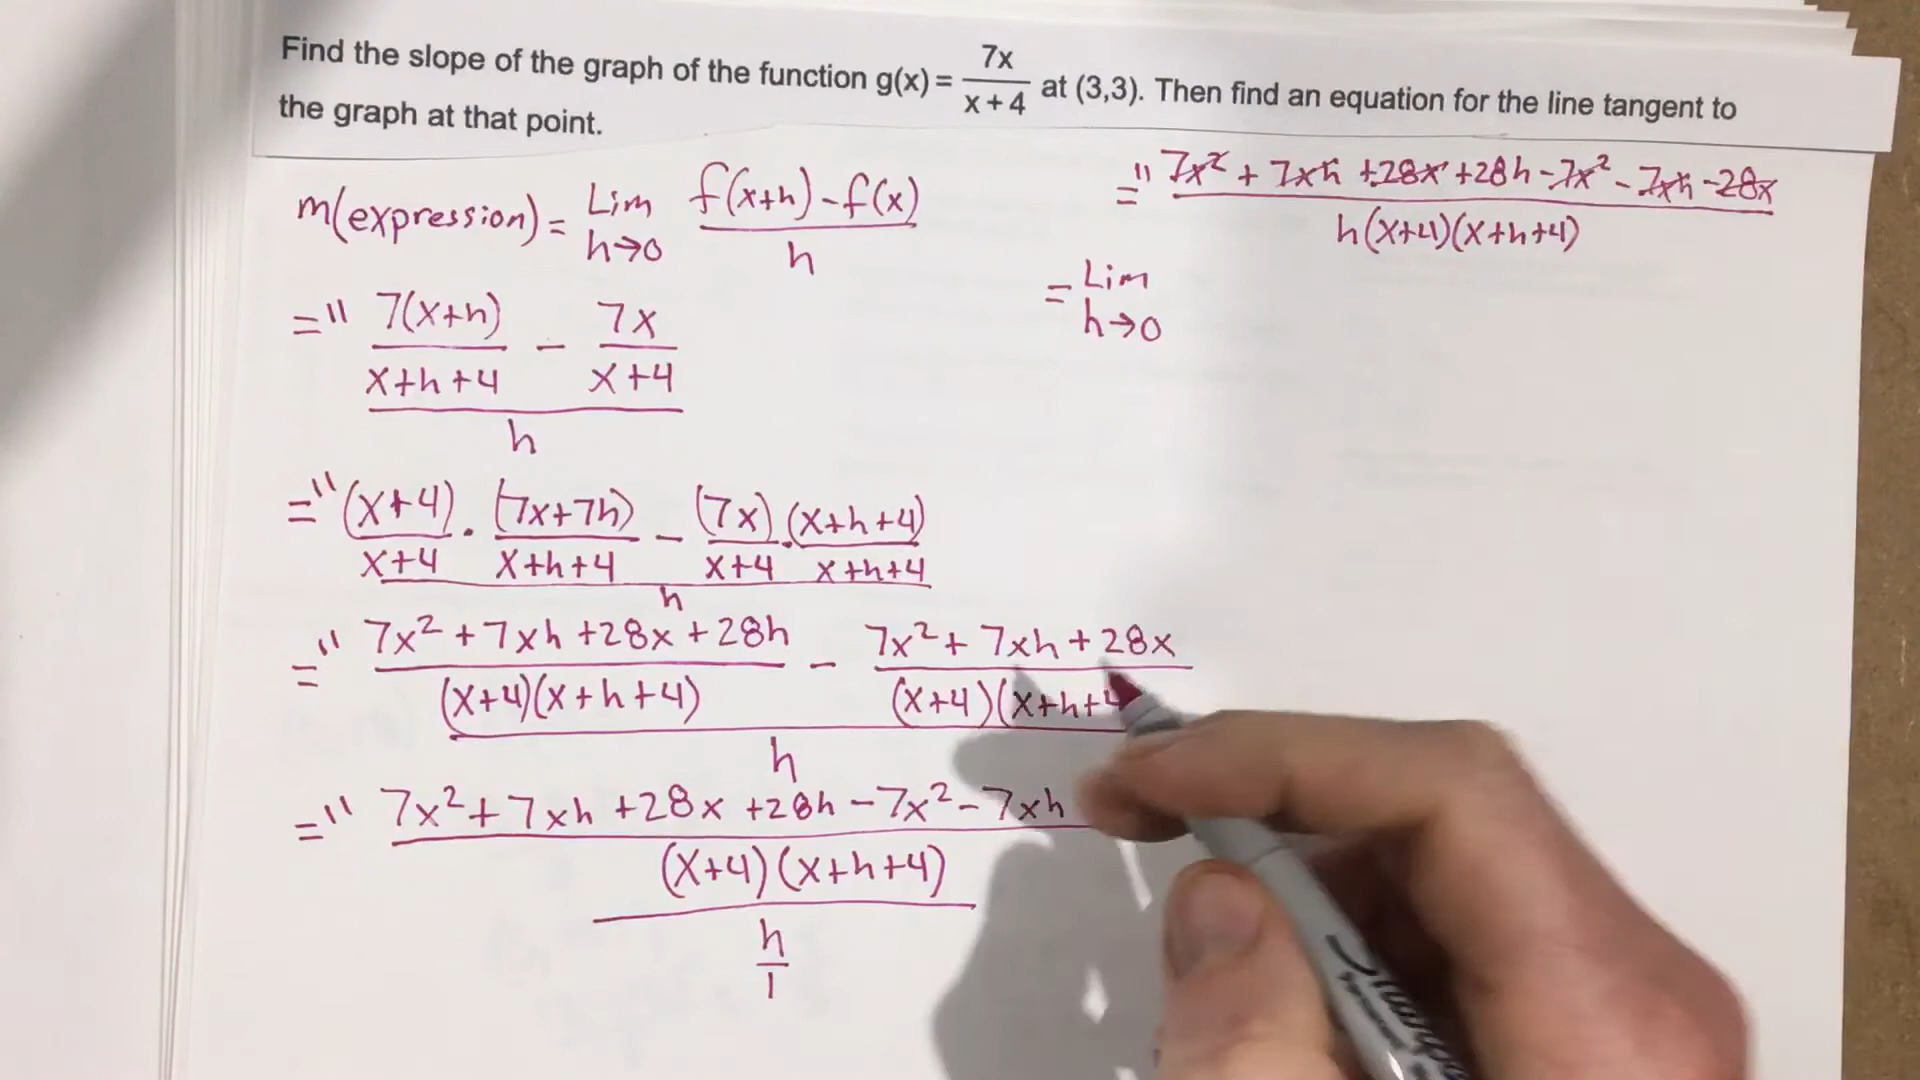 Find the slope of the graph of the function g(x) = 7x / x + 4 at (3,3). Then find an equation for the line tangent to
the graph at that point.
m(expression) = Lim h→0 f(x+h) - f(x) / h
= " 7(x+h) / x+h+4 - 7x / x+4
h
= " (x+4) / x+4 · (7x+7h) / x+h+4 - (7x) / x+4 · (x+h+4) / x+h+4
h
= " 7x² + 7xh + 28x + 28h / (x+4)(x+h+4) - 7x² + 7xh + 28x / (x+4)(x+h+4
h
= " 7x² + 7xh + 28x + 28h - 7x² - 7xh
(x+4)(x+h+4)
h
1
= " 7x² + 7xh + 28x + 28h - 7x² - 7xh - 28x
h(x+4)(x+h+4)
= Lim
h→0
Sharpie